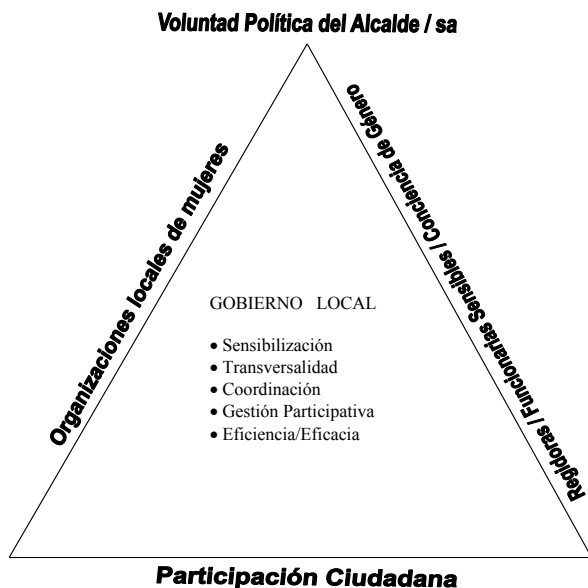 Voluntad Política del Alcalde / sa
Organizaciones locales de mujeres
Regidoras / Funcionarias Sensibles / Conciencia de Género
GOBIERNO LOCAL
• Sensibilización
• Transversalidad
• Coordinación
• Gestión Participativa
• Eficiencia/Eficacia
Participación Ciudadana